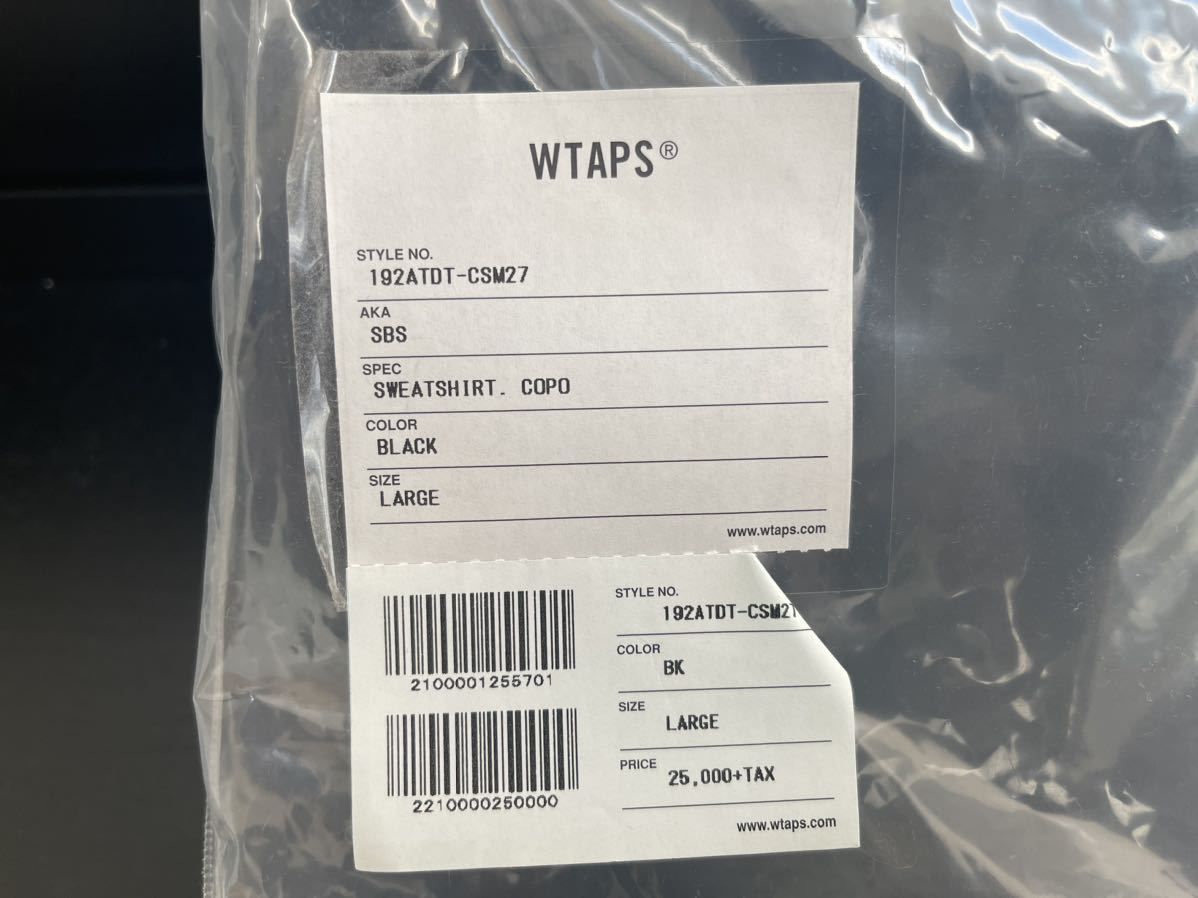 WTAPS®
STYLE NO.
192ATDT-CSM27
AKA
SBS
SPEC
SWEATSHIRT. COPO
COLOR
BLACK
SIZE
LARGE
www.wtaps.com
2100001255701
2210000250000
STYLE NO.
192ATDT-CSM27
COLOR
BK
SIZE
LARGE
PRICE
25,000+TAX
www.wtaps.com